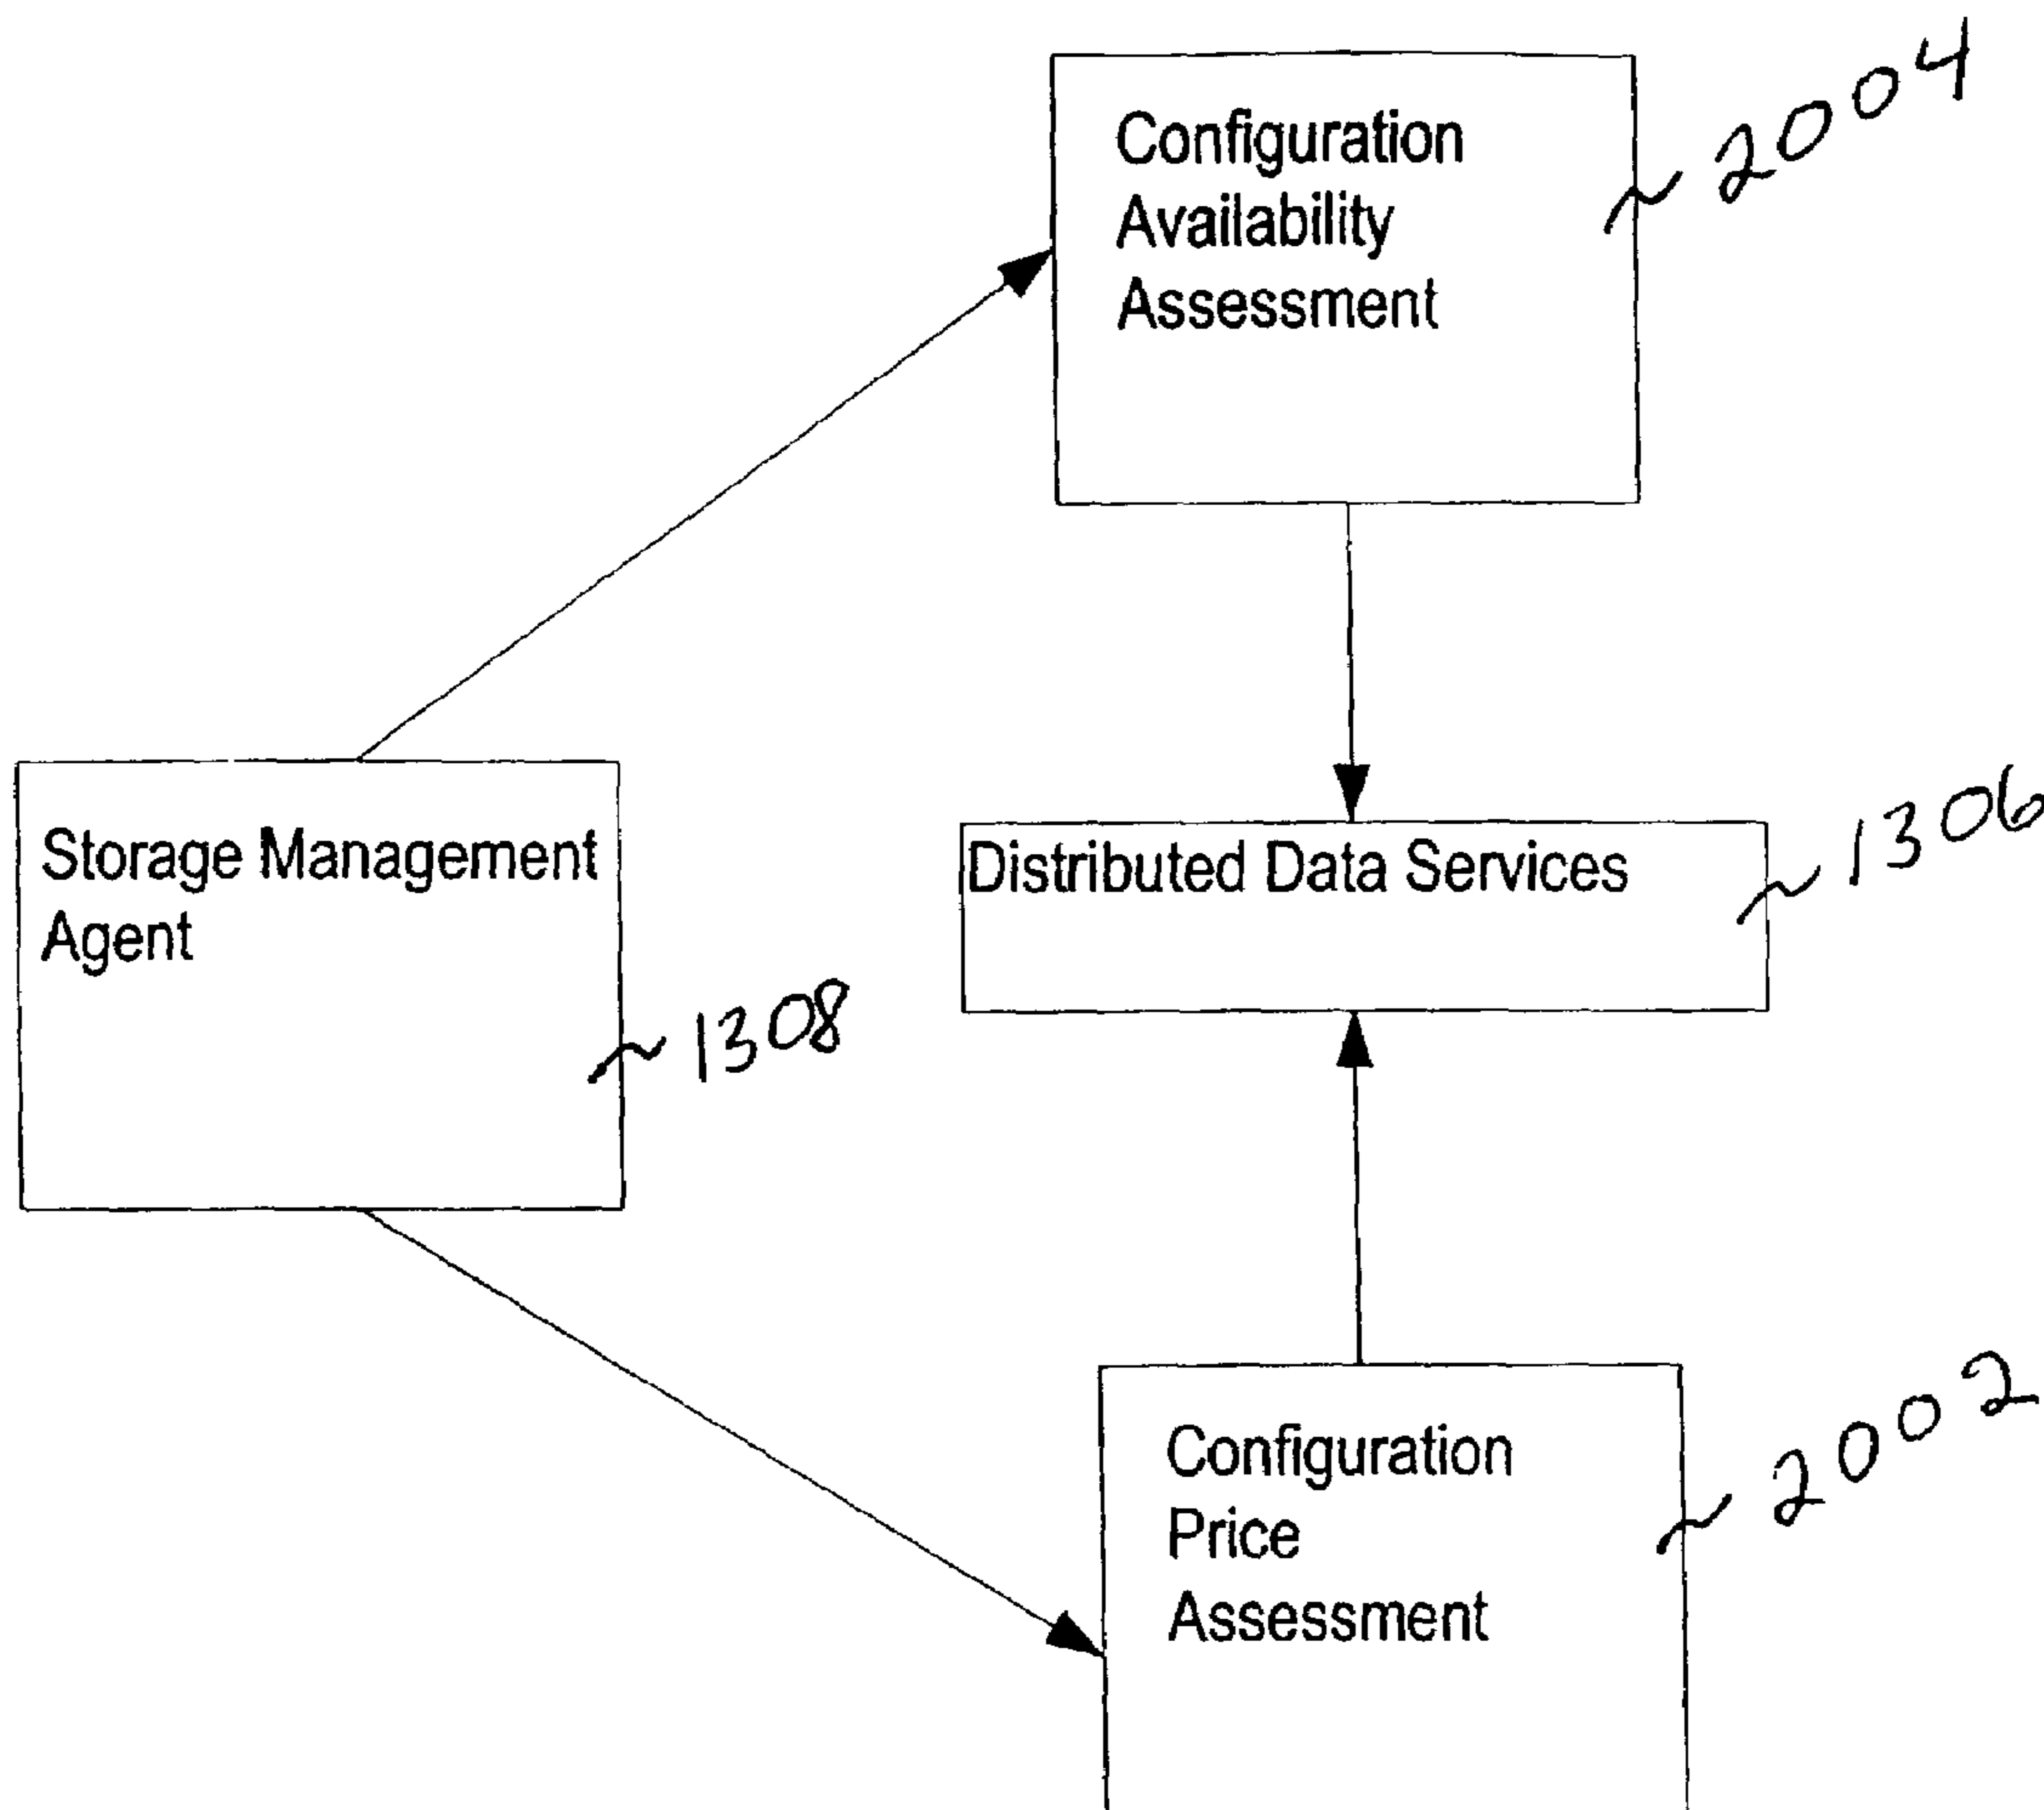 Configuration
Availability
Assessment
2004
Storage Management
Agent
1308
Distributed Data Services
1306
Configuration
Price
Assessment
2002